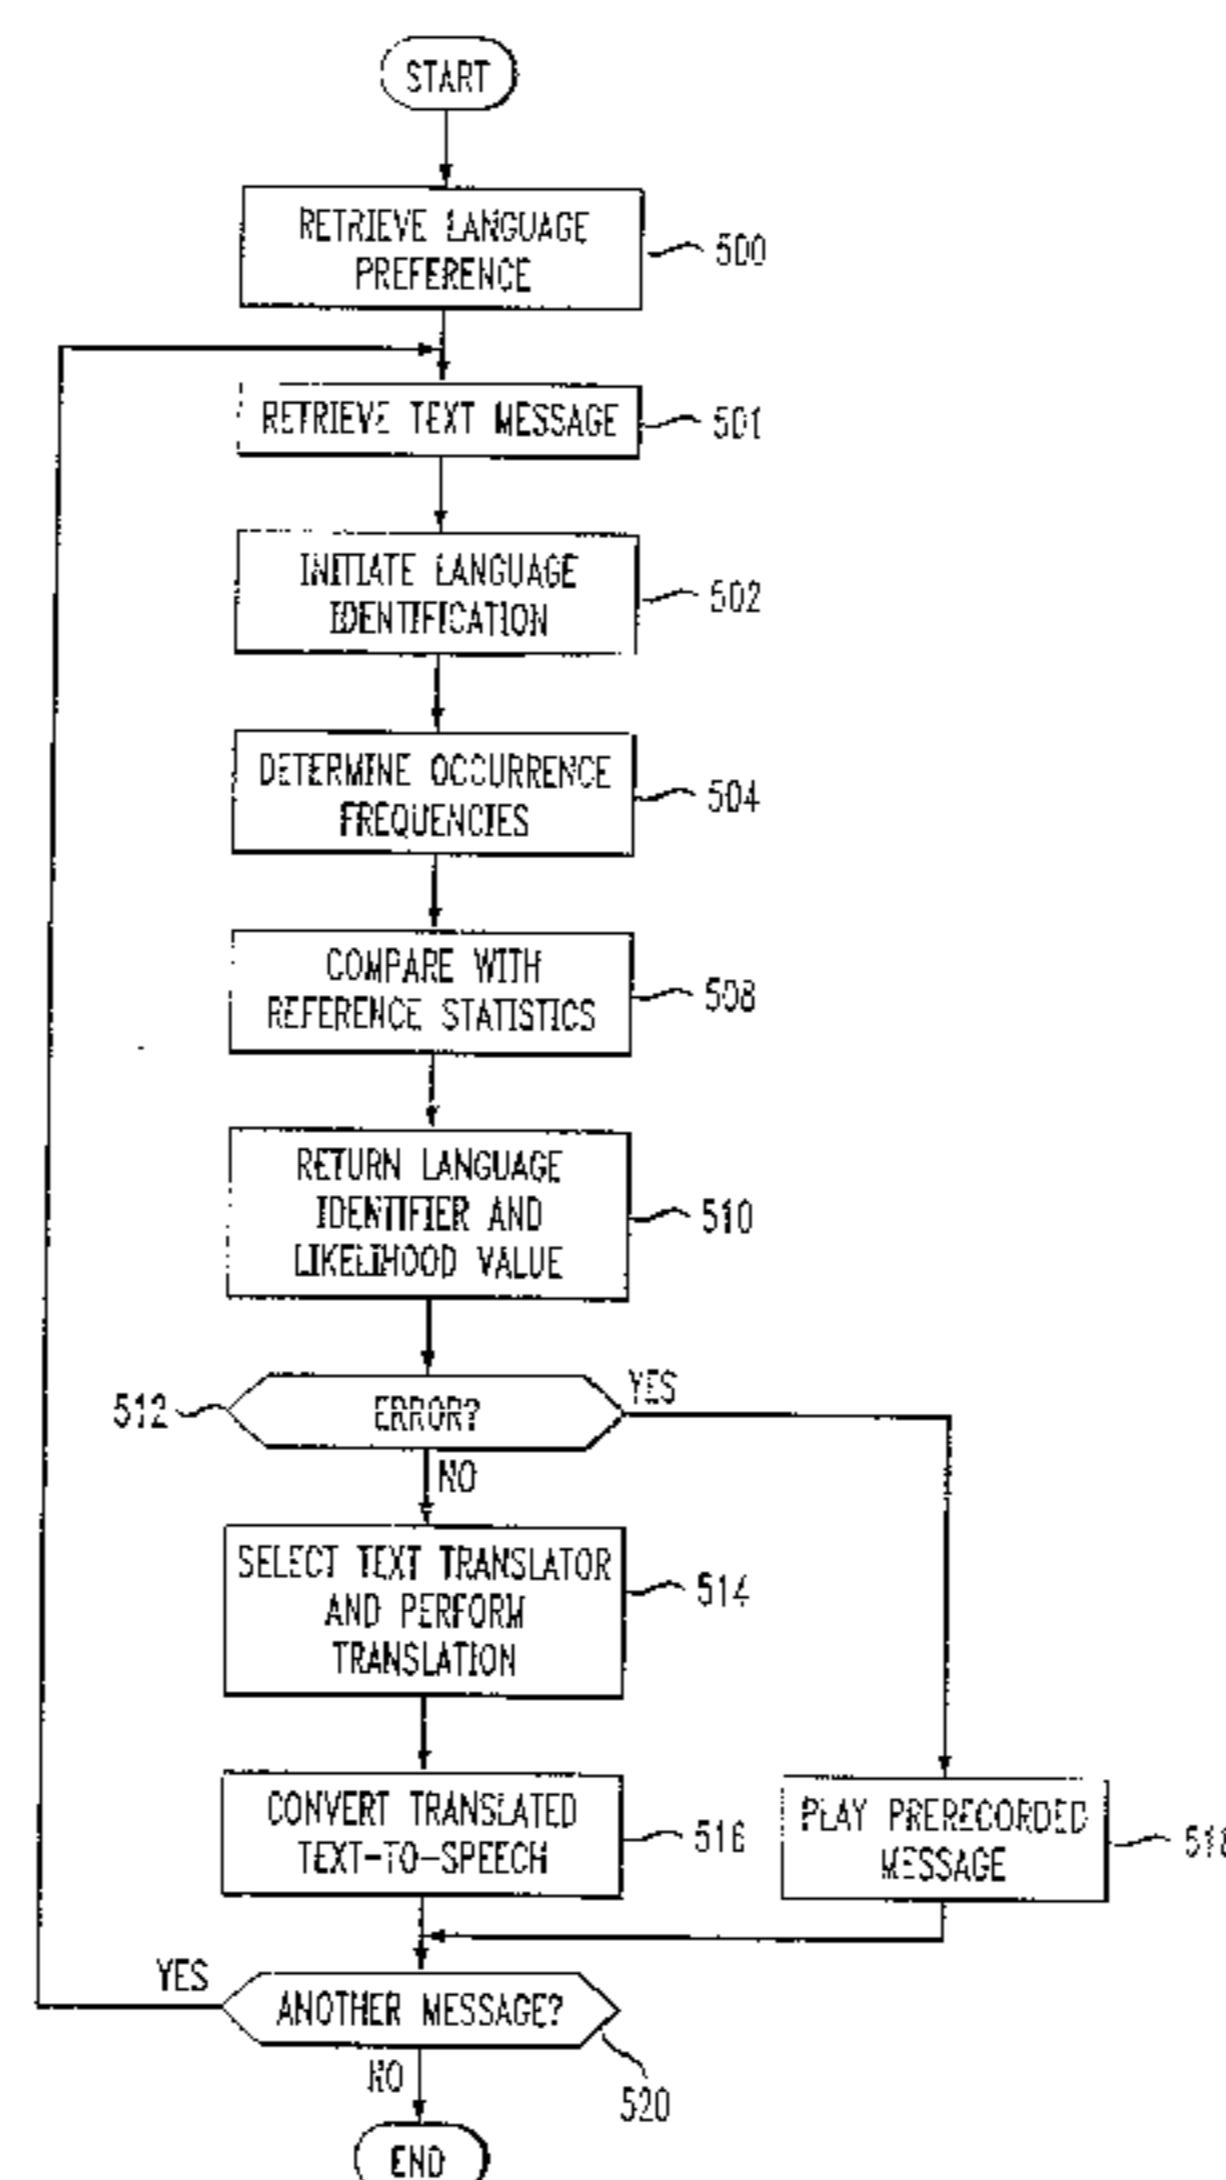 START
RETRIEVE LANGUAGE
PREFERENCE
500
RETRIEVE TEXT MESSAGE
501
INITIATE LANGUAGE
IDENTIFICATION
502
DETERMINE OCCURRENCE
FREQUENCIES
504
COMPARE WITH
REFERENCE STATISTICS
508
RETURN LANGUAGE
IDENTIFIER AND
LIKELIHOOD VALUE
510
512
ERROR?
YES
NO
SELECT TEXT TRANSLATOR
AND PERFORM
TRANSLATION
514
CONVERT TRANSLATED
TEXT-TO-SPEECH
516
PLAY PRERECORDED
MESSAGE
518
YES
ANOTHER MESSAGE?
520
NO
END